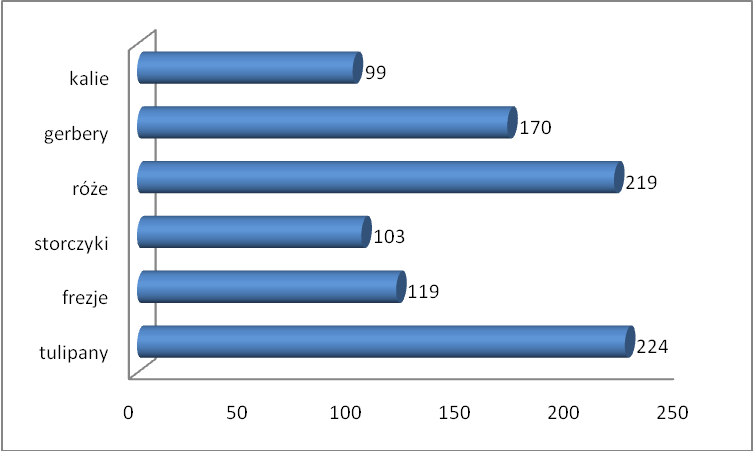 kalie 99
gerbery 170
róże 219
storczyki 103
frezje 119
tulipany 224
0 50 100 150 200 250